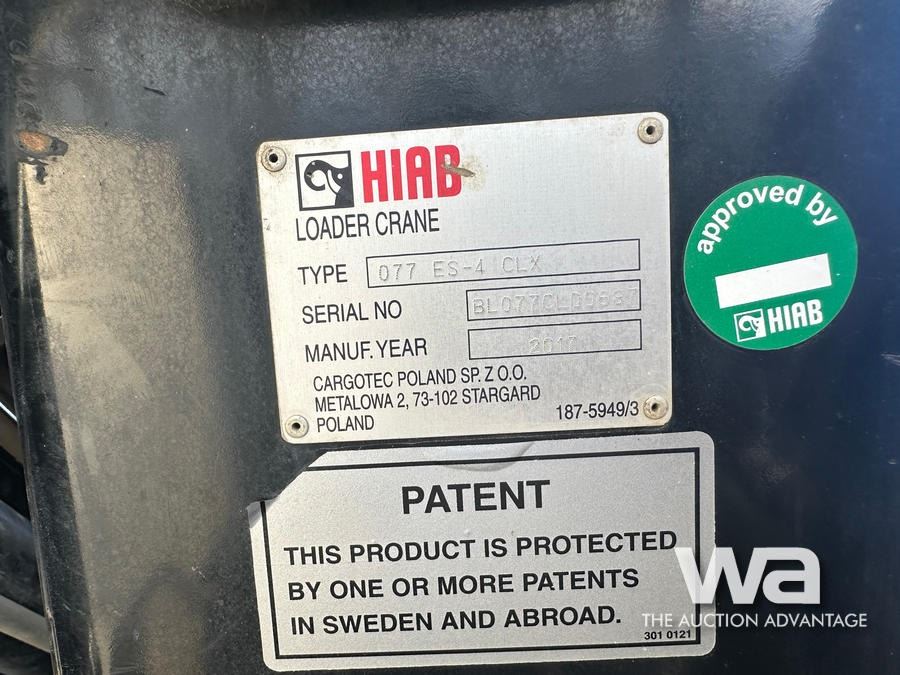 HIAB
LOADER CRANE
TYPE 077 ES-4 CLX
SERIAL NO
MANUF. YEAR
CARGOTEC POLAND SP. Z O.O.
METALOWA 2, 73-102 STARGARD
POLAND 187-5949/3
approved by
HIAB
PATENT
THIS PRODUCT IS PROTECTED
BY ONE OR MORE PATENTS
IN SWEDEN AND ABROAD.
301 0121
wa
THE AUCTION ADVANTAGE